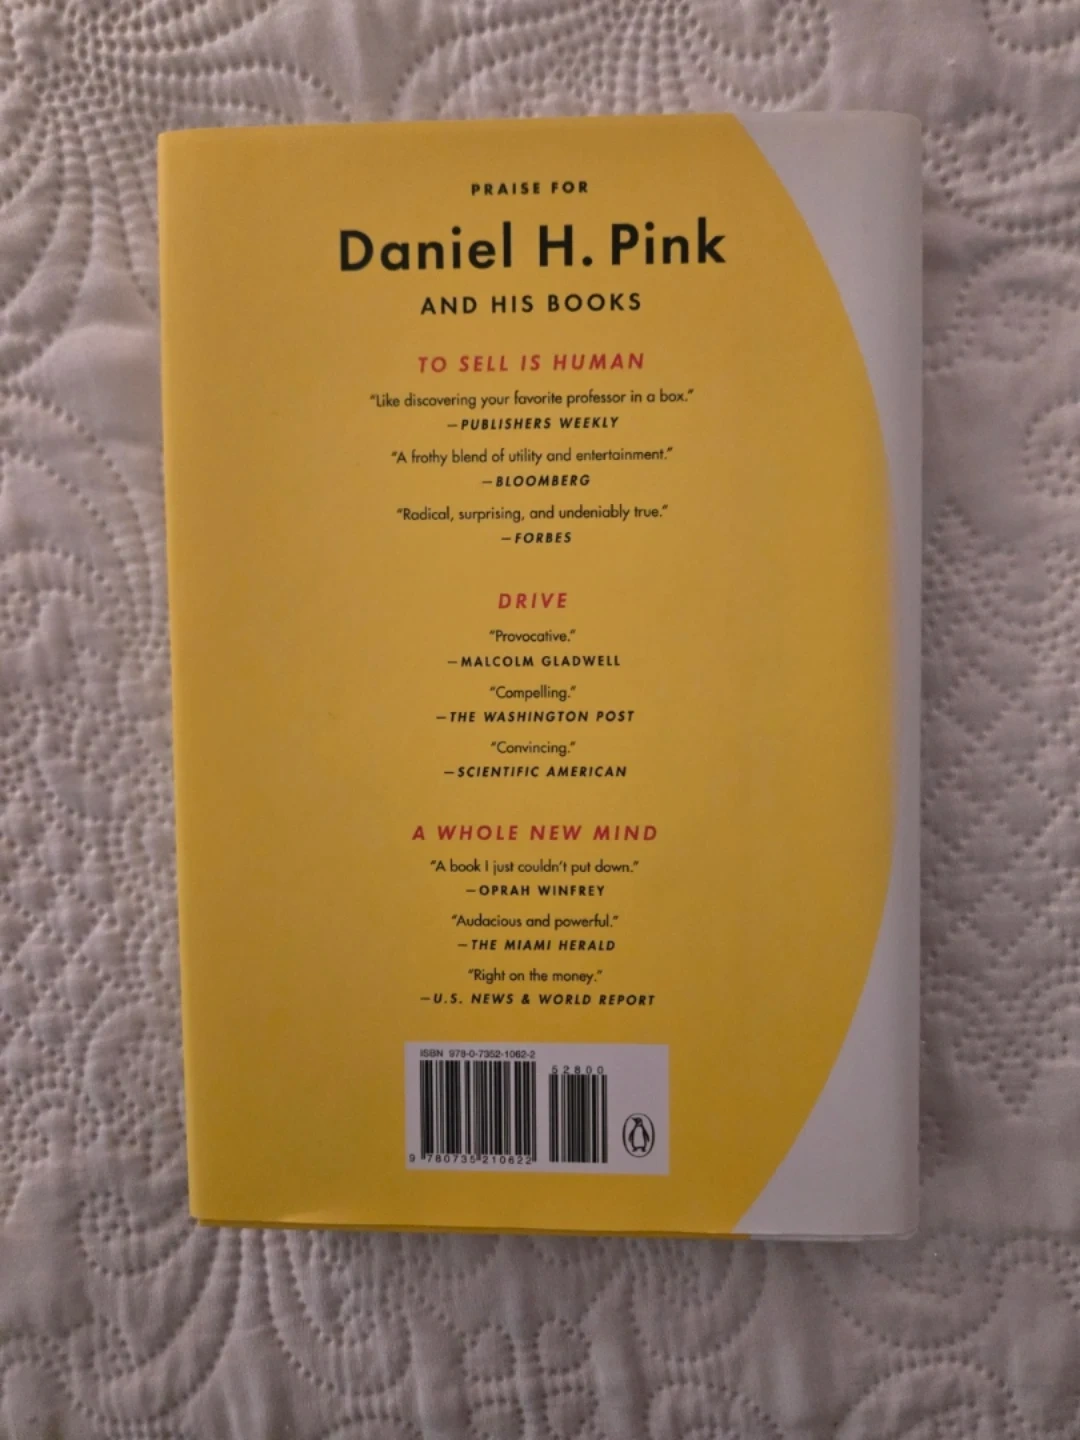 PRAISE FOR
Daniel H. Pink
AND HIS BOOKS
TO SELL IS HUMAN
“Like discovering your favorite professor in a box.”
—PUBLISHERS WEEKLY
“A frothy blend of utility and entertainment.”
—BLOOMBERG
“Radical, surprising, and undeniably true.”
—FORBES
DRIVE
“Provocative.”
—MALCOLM GLADWELL
“Compelling.”
—THE WASHINGTON POST
“Convincing.”
—SCIENTIFIC AMERICAN
A WHOLE NEW MIND
“A book I just couldn’t put down.”
—OPRAH WINFREY
“Audacious and powerful.”
—THE MIAMI HERALD
“Right on the money.”
—U.S. NEWS & WORLD REPORT
ISBN 978-0-7352-1062-2
52800
9 780735 210622